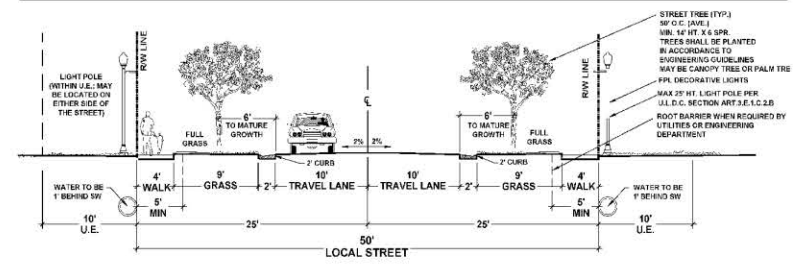 STREET TREE (TYP.)
50' O.C. (AVE.)
MIN. 14' HT. X 6 SPR.
TREES SHALL BE PLANTED
IN ACCORDANCE TO
ENGINEERING GUIDELINES
MAY BE CANOPY TREE OR PALM TREE
R/W LINE
R/W LINE
LIGHT POLE
(WITHIN U.E.; MAY
BE LOCATED ON
EITHER SIDE OF
THE STREET)
FPL DECORATIVE LIGHTS
MAX 25' HT. LIGHT POLE PER
U.L.D.C. SECTION ART.3.E.1.C.2.B
ROOT BARRIER WHEN REQUIRED BY
UTILITIES OR ENGINEERING
DEPARTMENT
6'
TO MATURE
GROWTH
FULL
GRASS
℄
2% 2%
6'
TO MATURE
GROWTH
FULL
GRASS
2' CURB
2' CURB
4'
WALK
9'
GRASS
2'
10'
TRAVEL LANE
10'
TRAVEL LANE
2'
9'
GRASS
4'
WALK
WATER TO BE
1' BEHIND SW
5'
MIN
5'
MIN
WATER TO BE
1' BEHIND SW
10'
U.E.
25'
25'
10'
U.E.
50'
LOCAL STREET